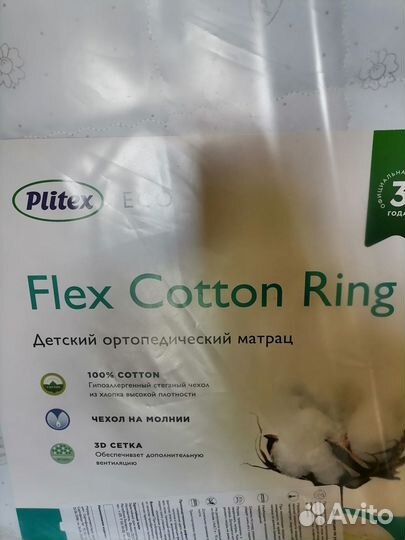 Plitex
ECO
ОФИЦИАЛЬНАЯ
3
ГОДА
Flex Cotton Ring
Детский ортопедический матрац
100% COTTON
Гипоаллергенный стеганый чехол
из хлопка высокой плотности
ЧЕХОЛ НА МОЛНИИ
3D СЕТКА
Обеспечивает дополнительную
вентиляцию
Avito